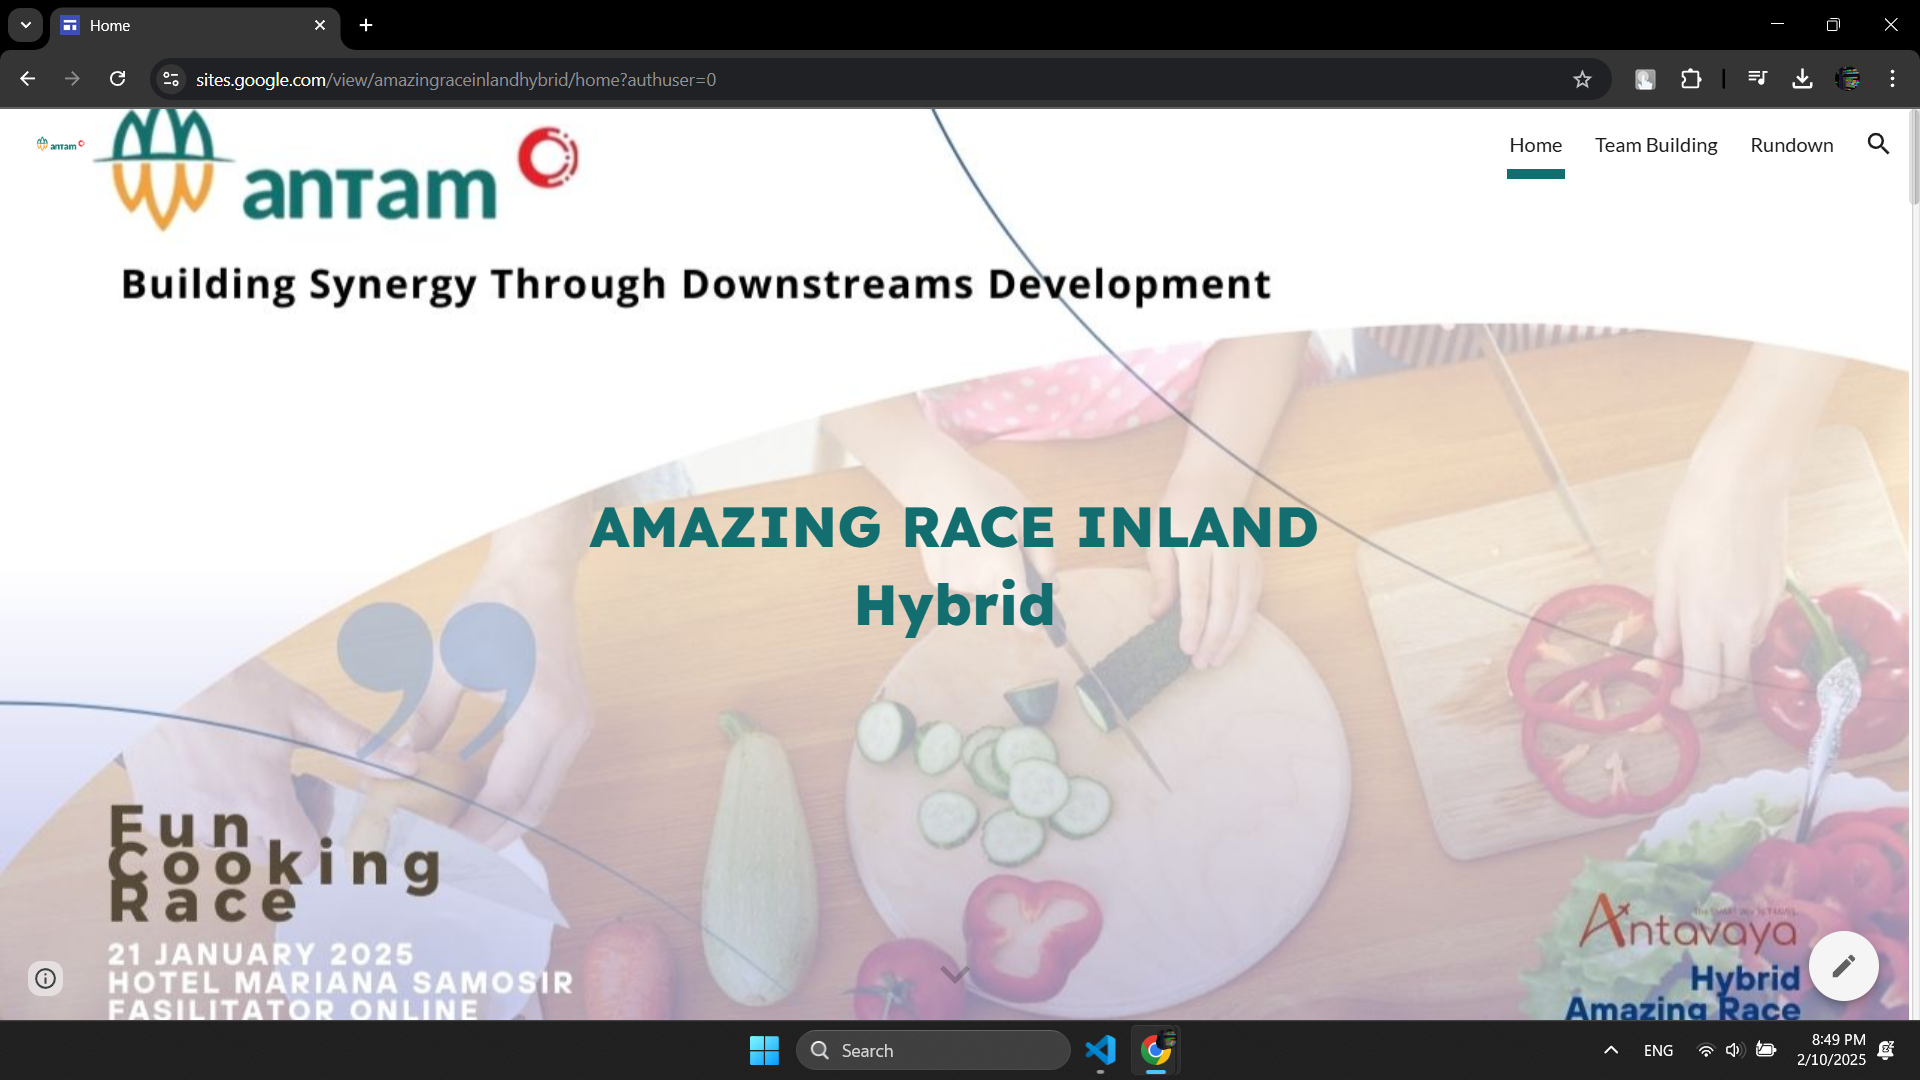 Home
sites.google.com/view/amazingraceinlandhybrid/home?authuser=0
anтam
anтam
Home
Team Building
Rundown
Building Synergy Through Downstreams Development
AMAZING RACE INLAND
Hybrid
Fun
Cooking
Race
21 JANUARY 2025
HOTEL MARIANA SAMOSIR
FASILITATOR ONLINE
Antavaya
Hybrid
Amazing Race
Search
ENG
8:49 PM
2/10/2025